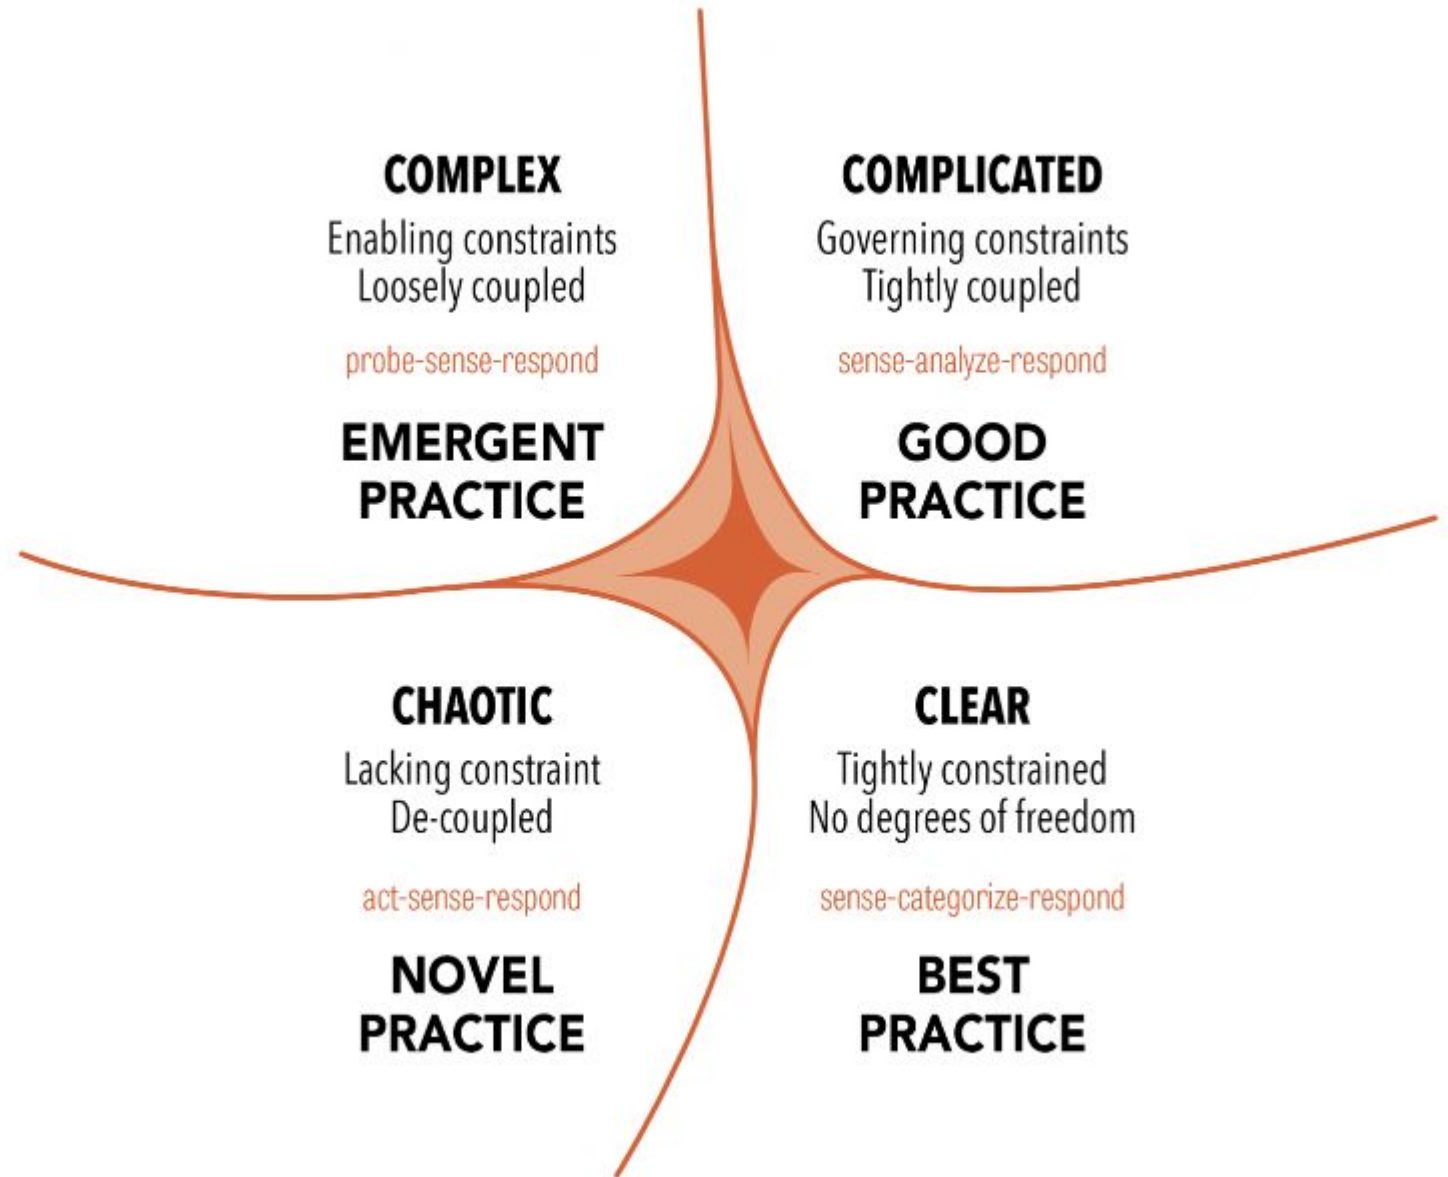 COMPLEX
Enabling constraints
Loosely coupled
probe-sense-respond
EMERGENT
PRACTICE
COMPLICATED
Governing constraints
Tightly coupled
sense-analyze-respond
GOOD
PRACTICE
CHAOTIC
Lacking constraint
De-coupled
act-sense-respond
NOVEL
PRACTICE
CLEAR
Tightly constrained
No degrees of freedom
sense-categorize-respond
BEST
PRACTICE